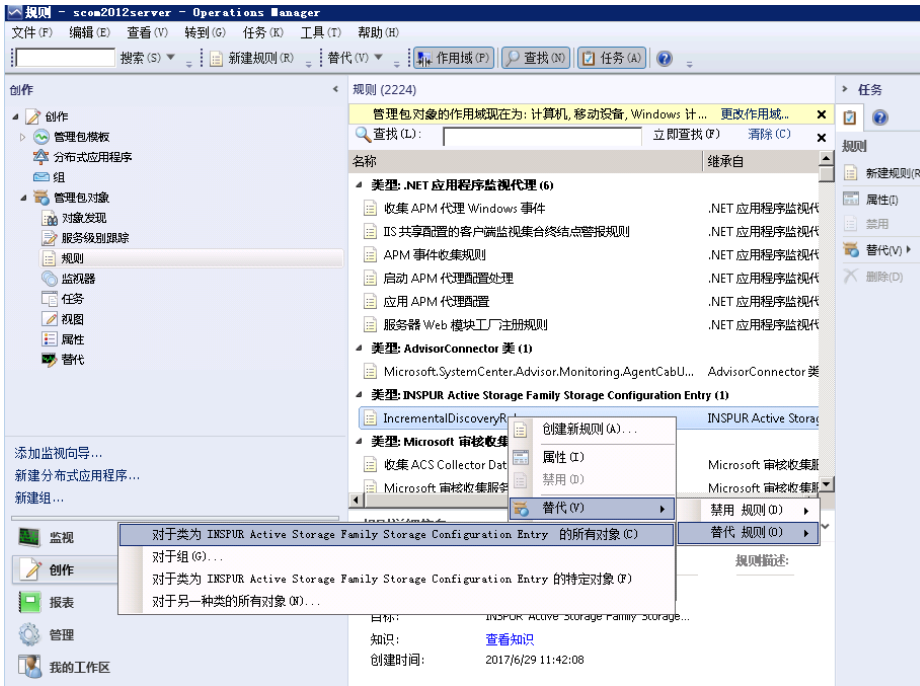 规则 - scom2012server - Operations Manager
文件(F) 编辑(E) 查看(V) 转到(G) 任务(K) 工具(T) 帮助(H)
搜索(S) 新建规则(R) 替代(V) 作用域(P) 查找(N) 任务(A)
创作
创作
管理包模板
分布式应用程序
组
管理包对象
对象发现
服务级别跟踪
规则
监视器
任务
视图
属性
替代
添加监视向导...
新建分布式应用程序...
新建组...
监视
创作
报表
管理
我的工作区
规则 (2224)
管理包对象的作用域现在为: 计算机, 移动设备, Windows 计... 更改作用域...
查找(L): 立即查找(F) 清除(C)
名称 继承自
类型: .NET 应用程序监视代理 (6)
收集 APM 代理 Windows 事件 .NET 应用程序监视代
IIS 共享配置的客户端监视集合终结点警报规则 .NET 应用程序监视代
APM 事件收集规则 .NET 应用程序监视代
启动 APM 代理配置处理 .NET 应用程序监视代
应用 APM 代理配置 .NET 应用程序监视代
服务器 Web 模块工厂注册规则 .NET 应用程序监视代
类型: AdvisorConnector 类 (1)
Microsoft.SystemCenter.Advisor.Monitoring.AgentCabU... AdvisorConnector 类
类型: INSPUR Active Storage Family Storage Configuration Entry (1)
IncrementalDiscoveryR INSPUR Active Storag
类型: Microsoft 审核收集
收集 ACS Collector Dat Microsoft 审核收集服
Microsoft 审核收集服务 Microsoft 审核收集服
创建新规则(A)...
属性(I)
禁用(D)
替代(V)
禁用 规则(D)
替代 规则(O)
对于类为 INSPUR Active Storage Family Storage Configuration Entry 的所有对象(C)
对于组(G)...
对于类为 INSPUR Active Storage Family Storage Configuration Entry 的特定对象(F)
对于另一种类的所有对象(N)...
规则描述:
目标: INSPUR Active Storage Family Storage...
知识: 查看知识
创建时间: 2017/6/29 11:42:08
任务
规则
新建规则(R
属性(I)
禁用
替代(V)
删除(D)